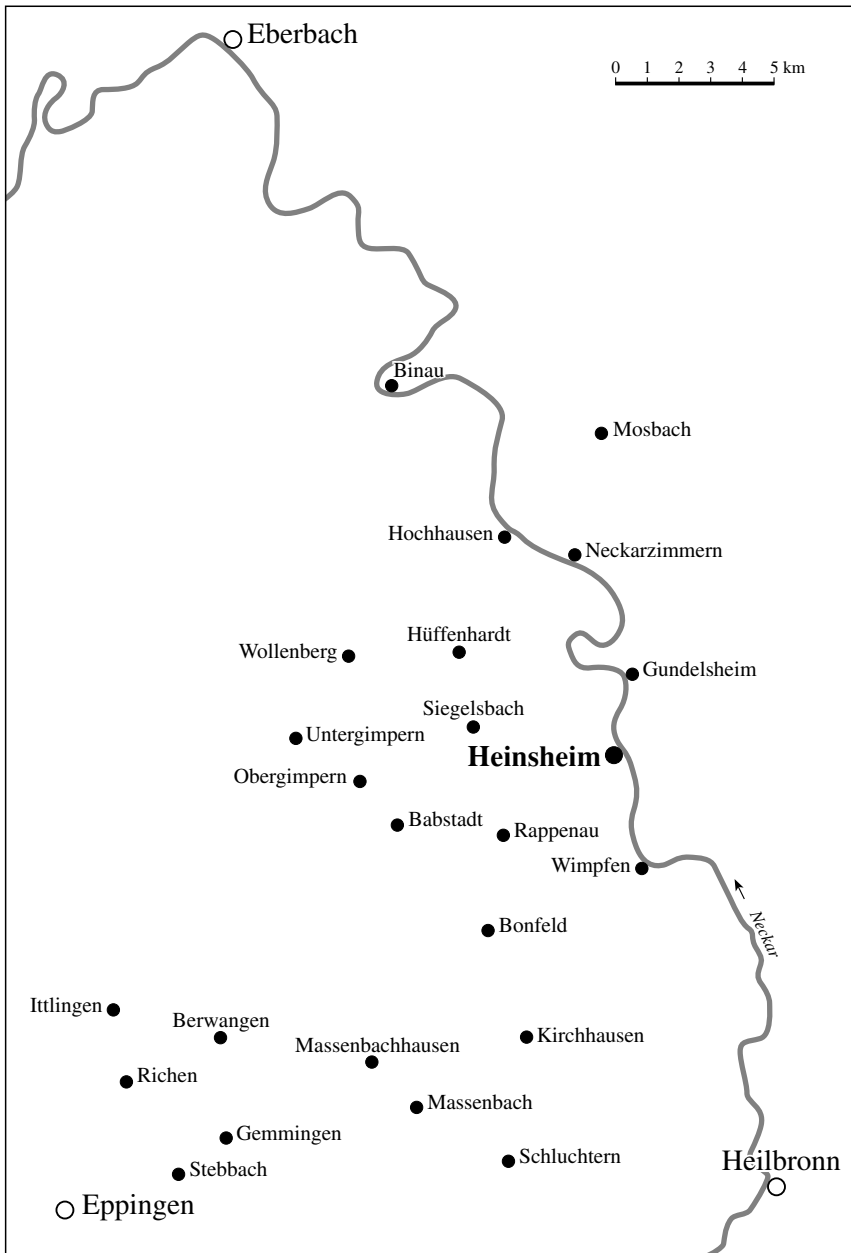 Eberbach
0 1 2 3 4 5 km
Binau
Mosbach
Hochhausen
Neckarzimmern
Hüffenhardt
Wollenberg
Gundelsheim
Siegelsbach
Untergimpern
Heinsheim
Obergimpern
Babstadt
Rappenau
Wimpfen
Neckar
Bonfeld
Ittlingen
Berwangen
Kirchhausen
Massenbachhausen
Richen
Massenbach
Gemmingen
Schluchtern
Heilbronn
Stebbach
Eppingen